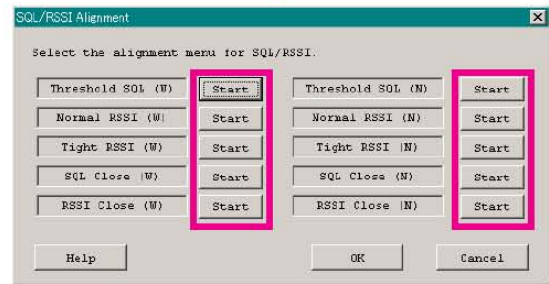 SQL/RSSI Alignment
Select the alignment menu for SQL/RSSI.
Threshold SQL (W) Start Threshold SQL (N) Start
Normal RSSI (W) Start Normal RSSI (N) Start
Tight RSSI (W) Start Tight RSSI (N) Start
SQL Close (W) Start SQL Close (N) Start
RSSI Close (W) Start RSSI Close (N) Start
Help OK Cancel